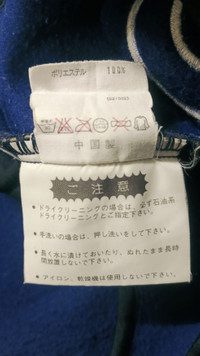 ポリエステル 100%
中国製
ご注意
• ドライクリーニングの場合は、必ず石油系
ドライクリーニングとご指定下さい。
• 手洗いの場合は、押し洗いをして下さい。
• 長く水に漬けておいたり、ぬれたまま長時
間放置しないで下さい。
• アイロン、乾燥機は使用しないで下さい。